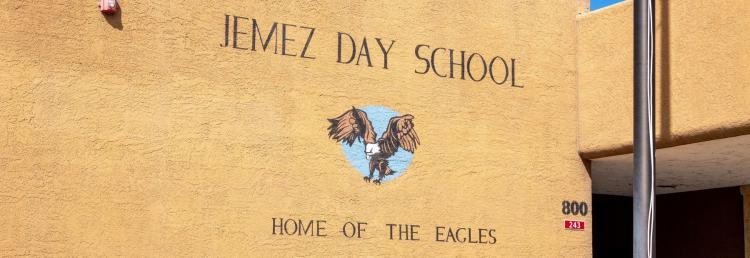 JEMEZ DAY SCHOOL
HOME OF THE EAGLES
800
243